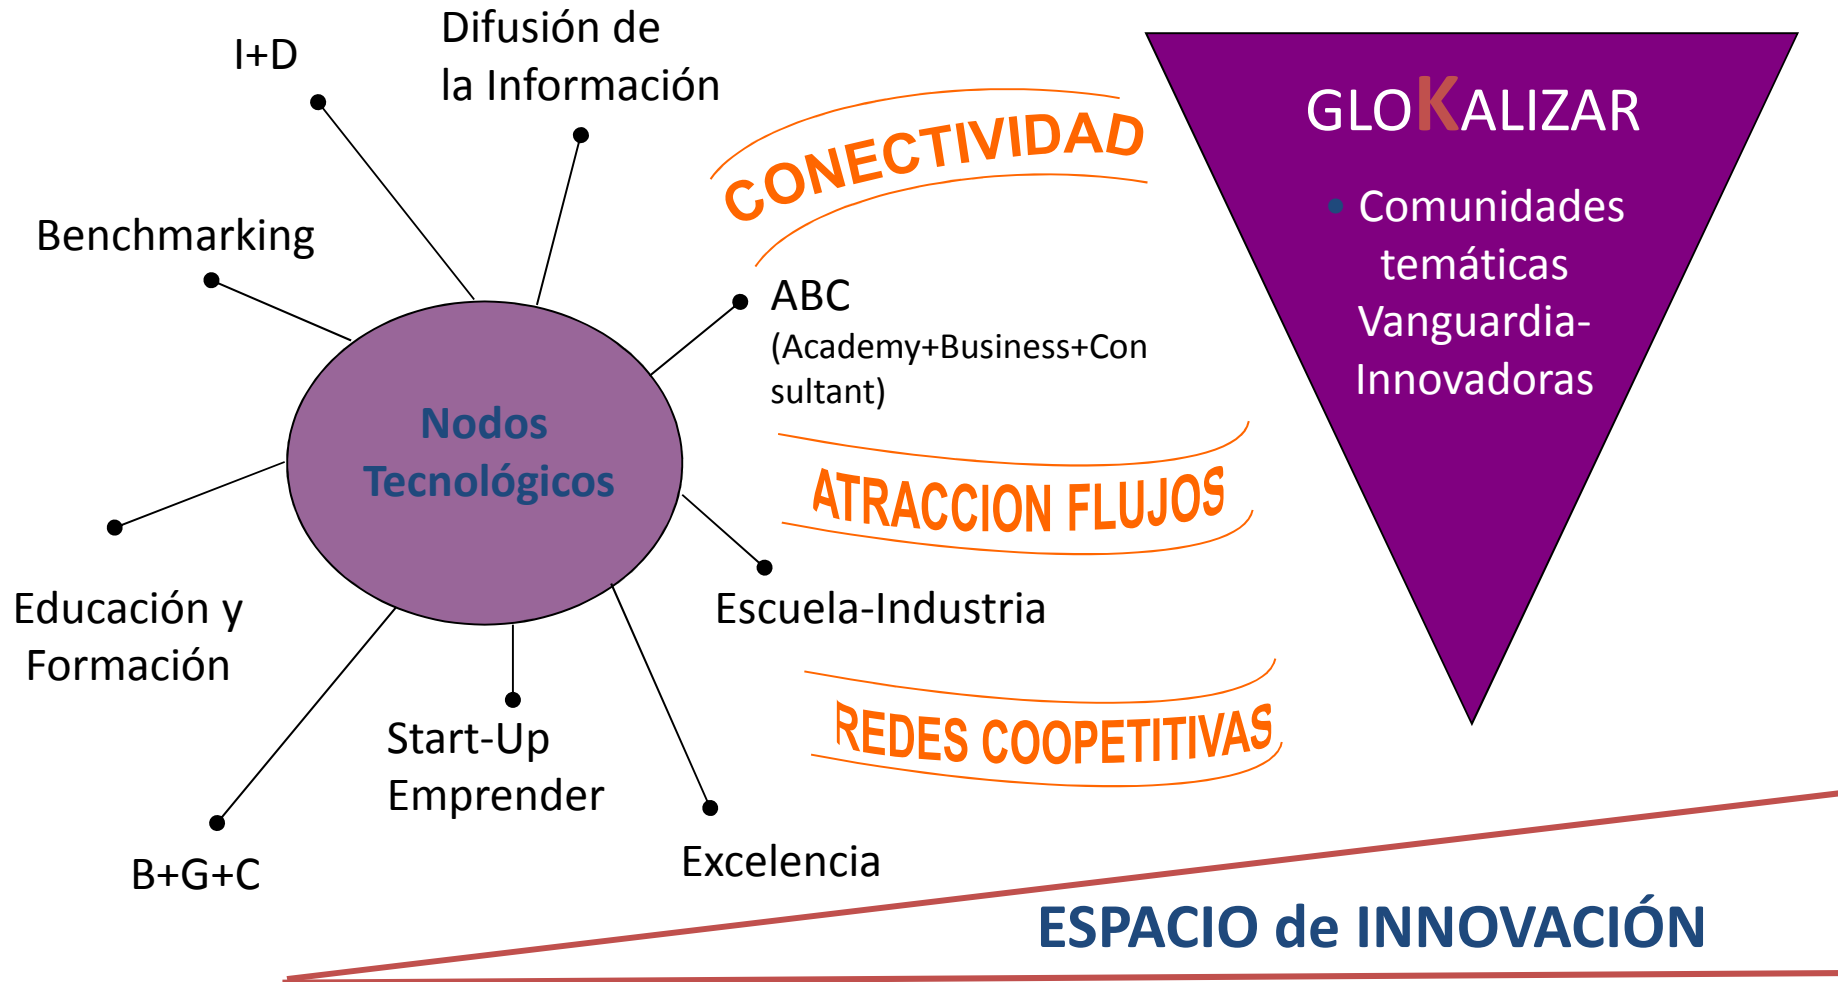 I+D
Difusión de
la Información
Benchmarking
CONECTIVIDAD
ABC
(Academy+Business+Con
sultant)
Nodos
Tecnológicos
ATRACCION FLUJOS
Educación y
Formación
Escuela-Industria
Start-Up
Emprender
REDES COOPETITIVAS
B+G+C
Excelencia
GLOKALIZAR
• Comunidades
temáticas
Vanguardia-
Innovadoras
ESPACIO de INNOVACIÓN